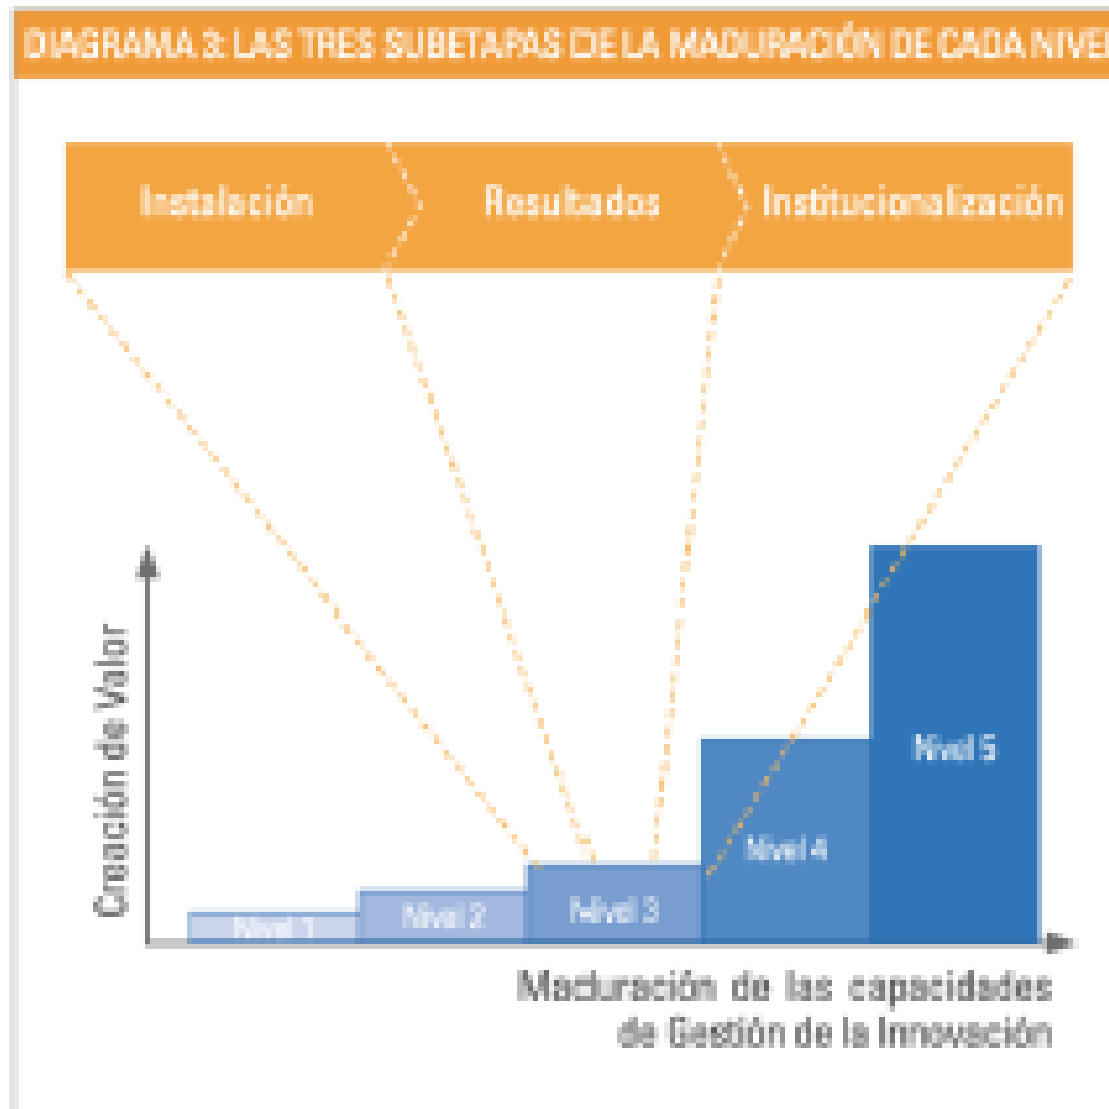 DIAGRAMA 3: LAS TRES SUBETAPAS DE LA MADURACIÓN DE CADA NIVE
Instalación Resultados Institucionalización
Creación de Valor
Nivel 1
Nivel 2
Nivel 3
Nivel 4
Nivel 5
Maduración de las capacidades
de Gestión de la Innovación